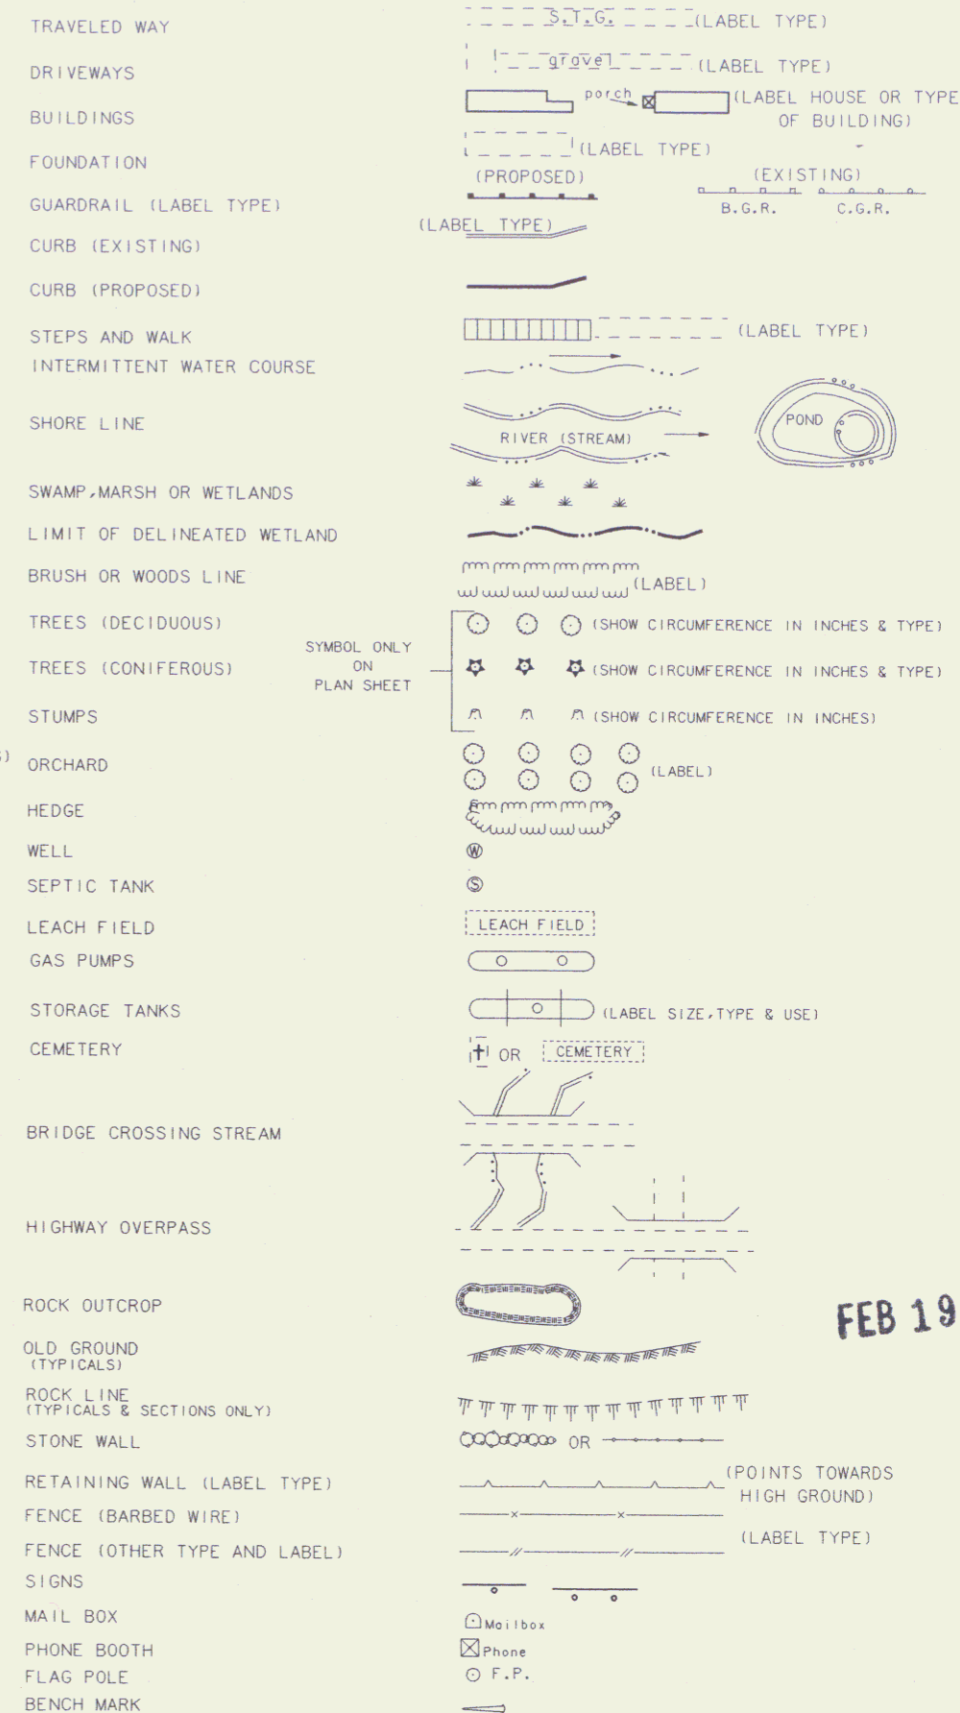 TRAVELED WAY S.T.G. (LABEL TYPE)
DRIVEWAYS gravel (LABEL TYPE)
BUILDINGS porch (LABEL HOUSE OR TYPE
OF BUILDING)
FOUNDATION (LABEL TYPE)
(PROPOSED) (EXISTING)
GUARDRAIL (LABEL TYPE) B.G.R. C.G.R.
(LABEL TYPE)
CURB (EXISTING)
CURB (PROPOSED)
STEPS AND WALK (LABEL TYPE)
INTERMITTENT WATER COURSE
SHORE LINE RIVER (STREAM) POND
SWAMP, MARSH OR WETLANDS
LIMIT OF DELINEATED WETLAND
BRUSH OR WOODS LINE (LABEL)
TREES (DECIDUOUS) (SHOW CIRCUMFERENCE IN INCHES & TYPE)
SYMBOL ONLY
ON
PLAN SHEET
TREES (CONIFEROUS) (SHOW CIRCUMFERENCE IN INCHES & TYPE)
STUMPS (SHOW CIRCUMFERENCE IN INCHES)
ORCHARD (LABEL)
HEDGE
WELL W
SEPTIC TANK S
LEACH FIELD LEACH FIELD
GAS PUMPS
STORAGE TANKS (LABEL SIZE, TYPE & USE)
CEMETERY OR CEMETERY
BRIDGE CROSSING STREAM
HIGHWAY OVERPASS
ROCK OUTCROP
FEB 19
OLD GROUND
(TYPICALS)
ROCK LINE
(TYPICALS & SECTIONS ONLY)
STONE WALL OR
RETAINING WALL (LABEL TYPE) (POINTS TOWARDS
HIGH GROUND)
FENCE (BARBED WIRE)
FENCE (OTHER TYPE AND LABEL) (LABEL TYPE)
SIGNS
MAIL BOX Mailbox
PHONE BOOTH Phone
FLAG POLE F.P.
BENCH MARK